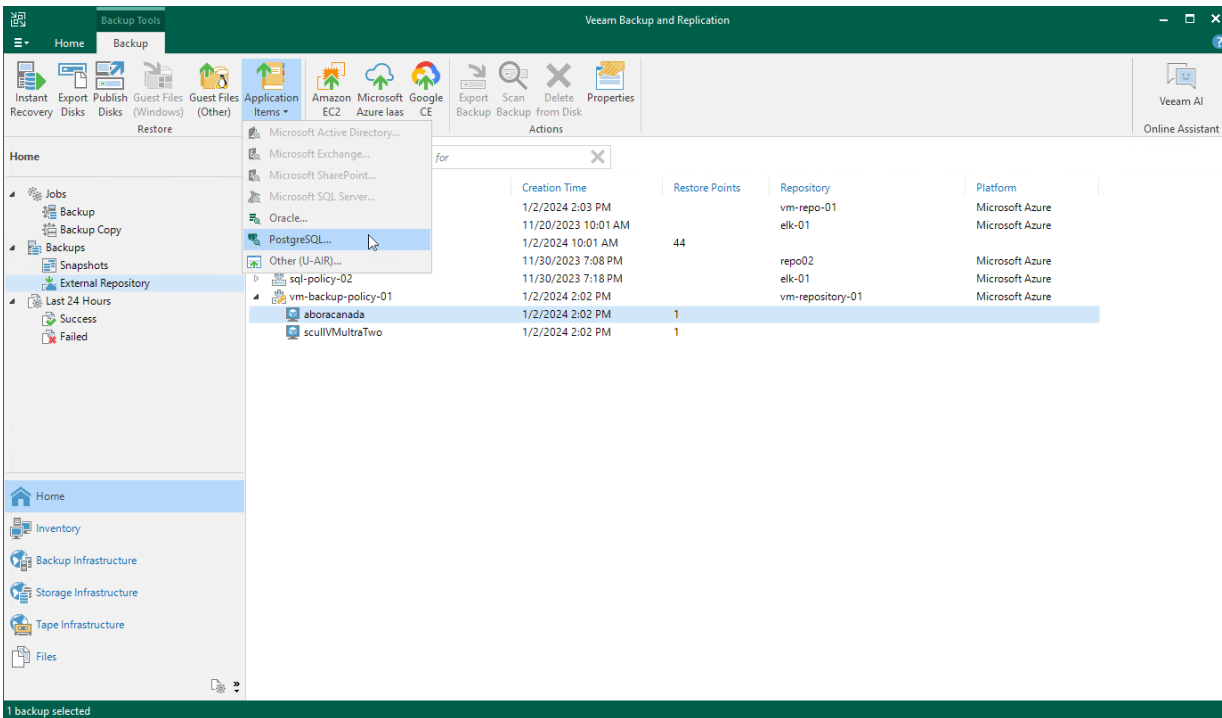 Backup Tools
Veeam Backup and Replication
Home Backup
Instant Recovery
Export Disks
Publish Disks
Guest Files (Windows)
Guest Files (Other)
Application Items
Amazon EC2
Microsoft Azure Iaas
Google CE
Export Backup
Scan Backup
Delete from Disk
Properties
Veeam AI
Restore
Actions
Online Assistant
Microsoft Active Directory...
Microsoft Exchange...
Microsoft SharePoint...
Microsoft SQL Server...
Oracle...
PostgreSQL...
Other (U-AIR)...
Home
Jobs
Backup
Backup Copy
Backups
Snapshots
External Repository
Last 24 Hours
Success
Failed
for
Creation Time Restore Points Repository Platform
1/2/2024 2:03 PM vm-repo-01 Microsoft Azure
11/20/2023 10:01 AM elk-01 Microsoft Azure
1/2/2024 10:01 AM 44
11/30/2023 7:08 PM repo02 Microsoft Azure
sql-policy-02 11/30/2023 7:18 PM elk-01 Microsoft Azure
vm-backup-policy-01 1/2/2024 2:02 PM vm-repository-01 Microsoft Azure
aboracanada 1/2/2024 2:02 PM 1
scullVMultraTwo 1/2/2024 2:02 PM 1
Home
Inventory
Backup Infrastructure
Storage Infrastructure
Tape Infrastructure
Files
1 backup selected